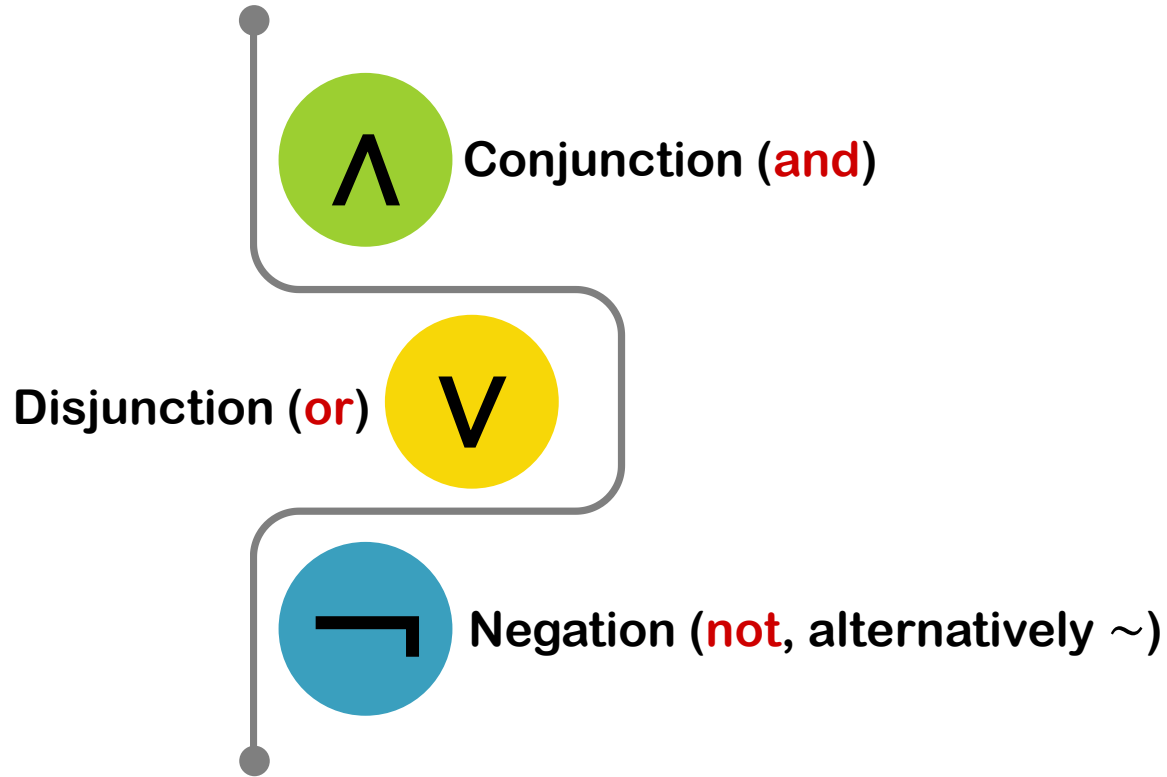 ∧ Conjunction (and)
Disjunction (or) ∨
¬ Negation (not, alternatively ~)